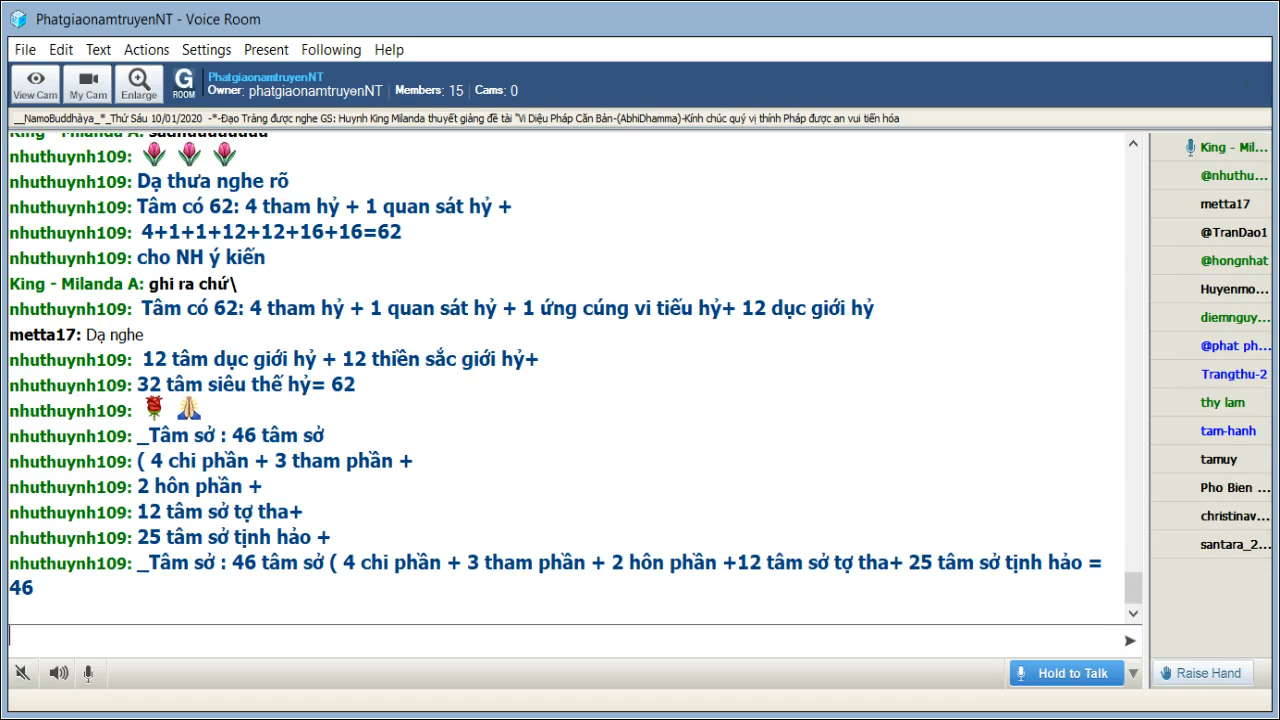 PhatgiaonamtruyenNT - Voice Room
File Edit Text Actions Settings Present Following Help
View Cam My Cam Enlarge G ROOM
PhatgiaonamtruyenNT
Owner: phatgiaonamtruyenNT Members: 15 Cams: 0
__NamoBuddhàya_*_Thứ Sáu 10/01/2020 -*-Đạo Tràng được nghe GS: Huynh King Milanda thuyết giảng đề tài "Vi Diệu Pháp Căn Bản-(AbhiDhamma)-Kính chúc quý vị thính Pháp được an vui tiến hóa
King - Milanda A: sadhuuuuuuuu
nhuthuynh109:
nhuthuynh109: Dạ thưa nghe rõ
nhuthuynh109: Tâm có 62: 4 tham hỷ + 1 quan sát hỷ +
nhuthuynh109: 4+1+1+12+12+16+16=62
nhuthuynh109: cho NH ý kiến
King - Milanda A: ghi ra chứ\
nhuthuynh109: Tâm có 62: 4 tham hỷ + 1 quan sát hỷ + 1 ứng cúng vi tiếu hỷ+ 12 dục giới hỷ
metta17: Dạ nghe
nhuthuynh109: 12 tâm dục giới hỷ + 12 thiền sắc giới hỷ+
nhuthuynh109: 32 tâm siêu thế hỷ= 62
nhuthuynh109:
nhuthuynh109: _Tâm sở : 46 tâm sở
nhuthuynh109: ( 4 chi phần + 3 tham phần +
nhuthuynh109: 2 hôn phần +
nhuthuynh109: 12 tâm sở tợ tha+
nhuthuynh109: 25 tâm sở tịnh hảo +
nhuthuynh109: _Tâm sở : 46 tâm sở ( 4 chi phần + 3 tham phần + 2 hôn phần +12 tâm sở tợ tha+ 25 tâm sở tịnh hảo =
46
King - Mil...
@nhuthu...
metta17
@TranDao1
@hongnhat
Huyenmo...
diemnguy...
@phat ph...
Trangthu-2
thy lam
tam-hanh
tamuy
Pho Bien ...
christinav...
santara_2...
Hold to Talk
Raise Hand